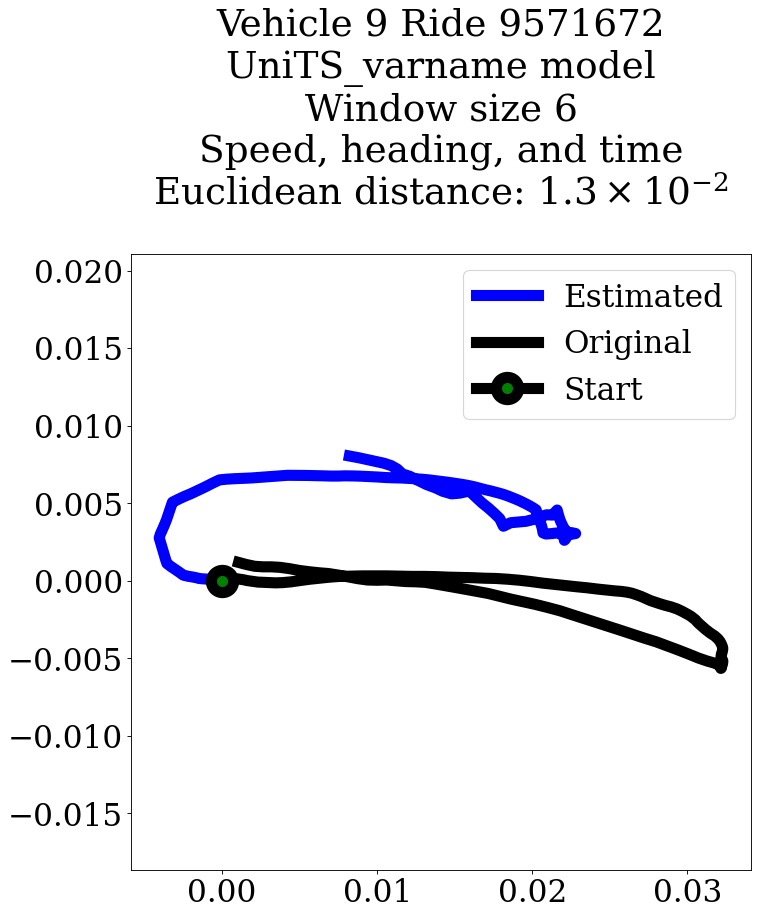 Vehicle 9 Ride 9571672
UniTS_varname model
Window size 6
Speed, heading, and time
Euclidean distance: 1.3 × 10⁻²
Estimated
Original
Start
0.020
0.015
0.010
0.005
0.000
−0.005
−0.010
−0.015
0.00 0.01 0.02 0.03